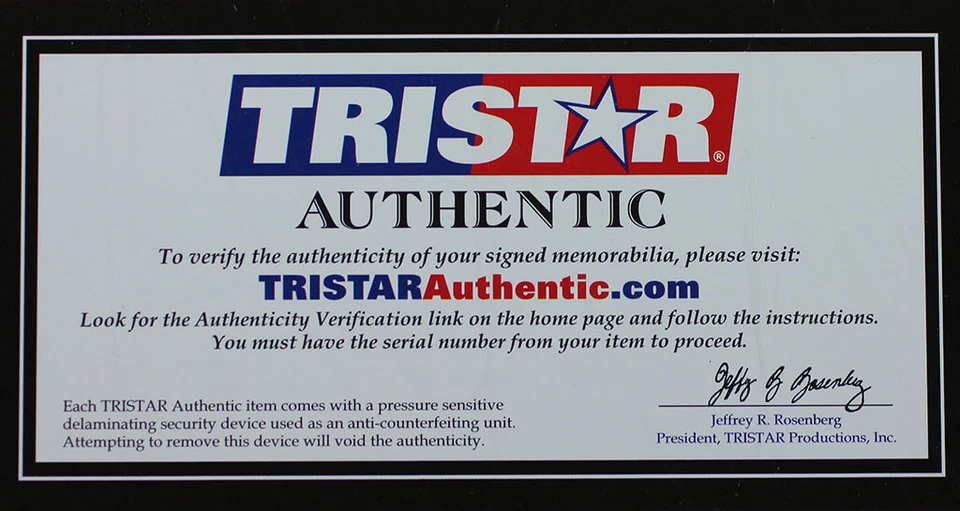 TRISTAR®
AUTHENTIC
To verify the authenticity of your signed memorabilia, please visit:
TRISTARAuthentic.com
Look for the Authenticity Verification link on the home page and follow the instructions.
You must have the serial number from your item to proceed.
Each TRISTAR Authentic item comes with a pressure sensitive
delaminating security device used as an anti-counterfeiting unit.
Attempting to remove this device will void the authenticity.
Jeffry R Rosenberg
Jeffrey R. Rosenberg
President, TRISTAR Productions, Inc.